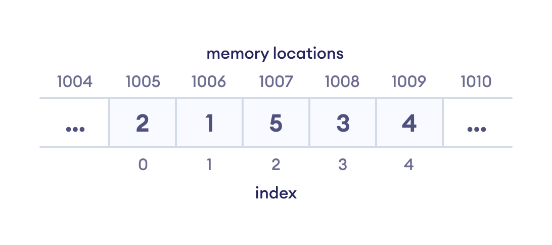 memory locations
1004 1005 1006 1007 1008 1009 1010
... 2 1 5 3 4 ...
0 1 2 3 4
index